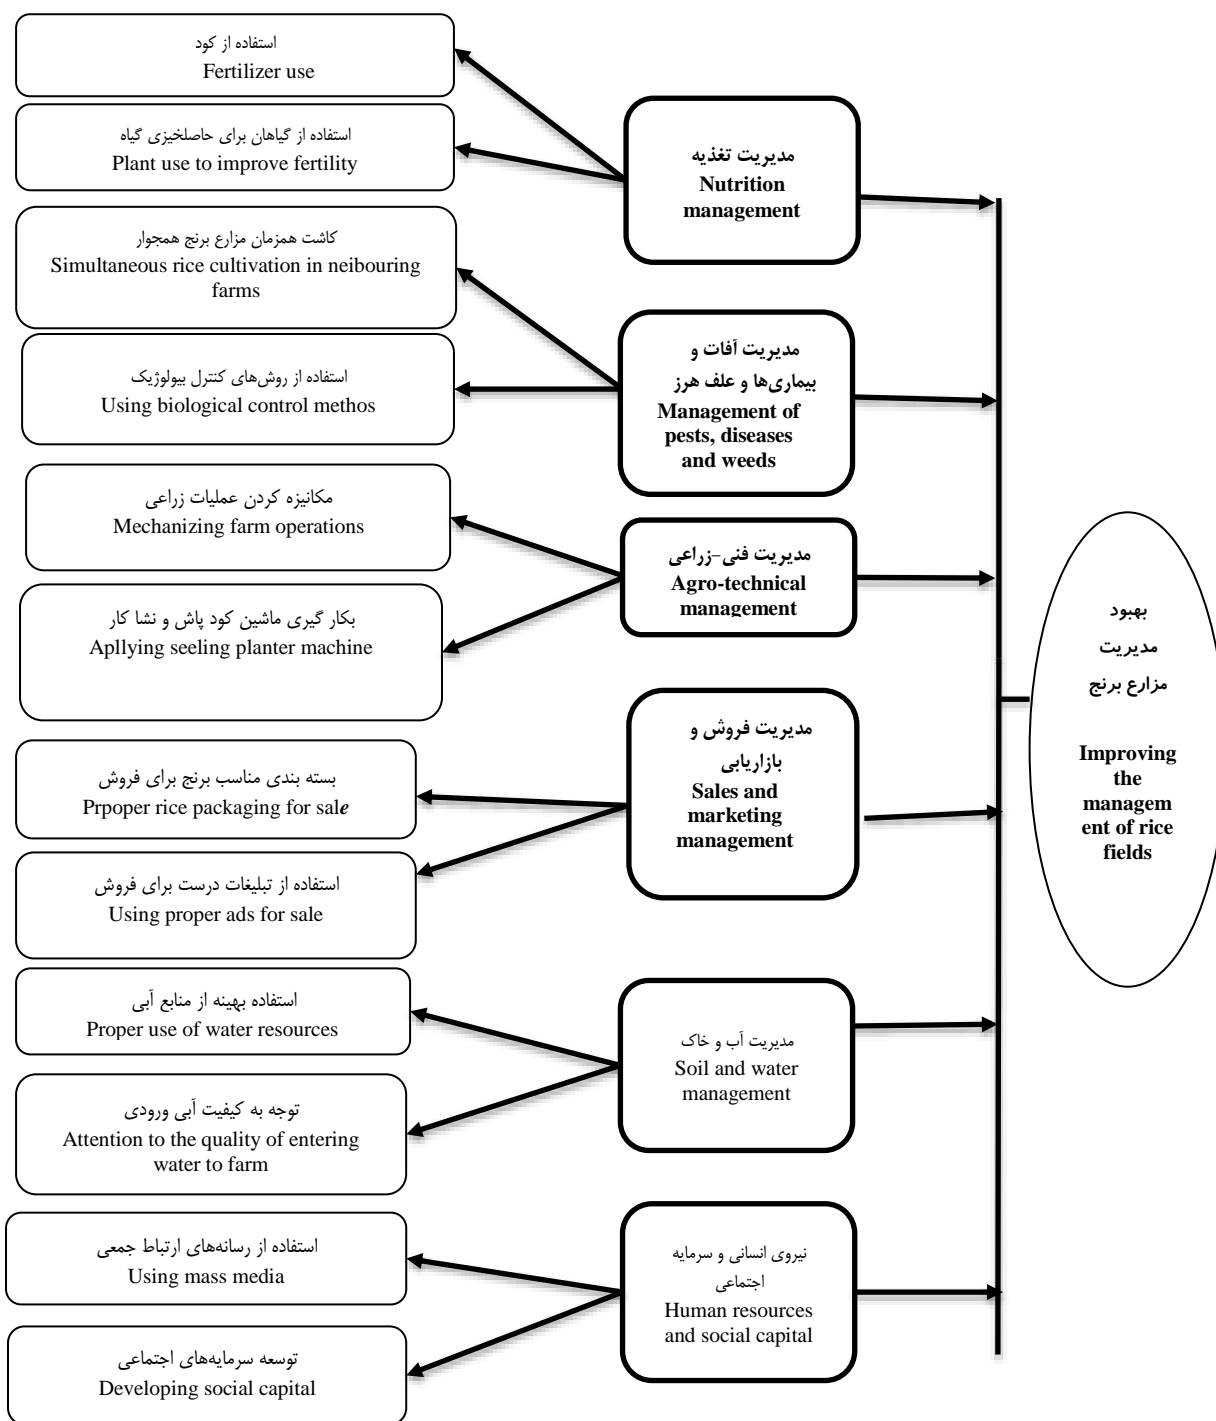 استفاده از کود
Fertilizer use
استفاده از گیاهان برای حاصلخیزی گیاه
Plant use to improve fertility
کاشت همزمان مزارع برنج همجوار
Simultaneous rice cultivation in neibouring
farms
استفاده از روش‌های کنترل بیولوژیک
Using biological control methos
مکانیزه کردن عملیات زراعی
Mechanizing farm operations
بکار گیری ماشین کود پاش و نشا کار
Apllying seeling planter machine
بسته بندی مناسب برنج برای فروش
Prpoper rice packaging for sale
استفاده از تبلیغات درست برای فروش
Using proper ads for sale
استفاده بهینه از منابع آبی
Proper use of water resources
توجه به کیفیت آبی ورودی
Attention to the quality of entering
water to farm
استفاده از رسانه‌های ارتباط جمعی
Using mass media
توسعه سرمایه‌های اجتماعی
Developing social capital
مدیریت تغذیه
Nutrition
management
مدیریت آفات و
بیماری‌ها و علف هرز
Management of
pests, diseases
and weeds
مدیریت فنی-زراعی
Agro-technical
management
مدیریت فروش و
بازاریابی
Sales and
marketing
management
مدیریت آب و خاک
Soil and water
management
نیروی انسانی و سرمایه
اجتماعی
Human resources
and social capital
بهبود
مدیریت
مزارع برنج
Improving
the
managem
ent of rice
fields